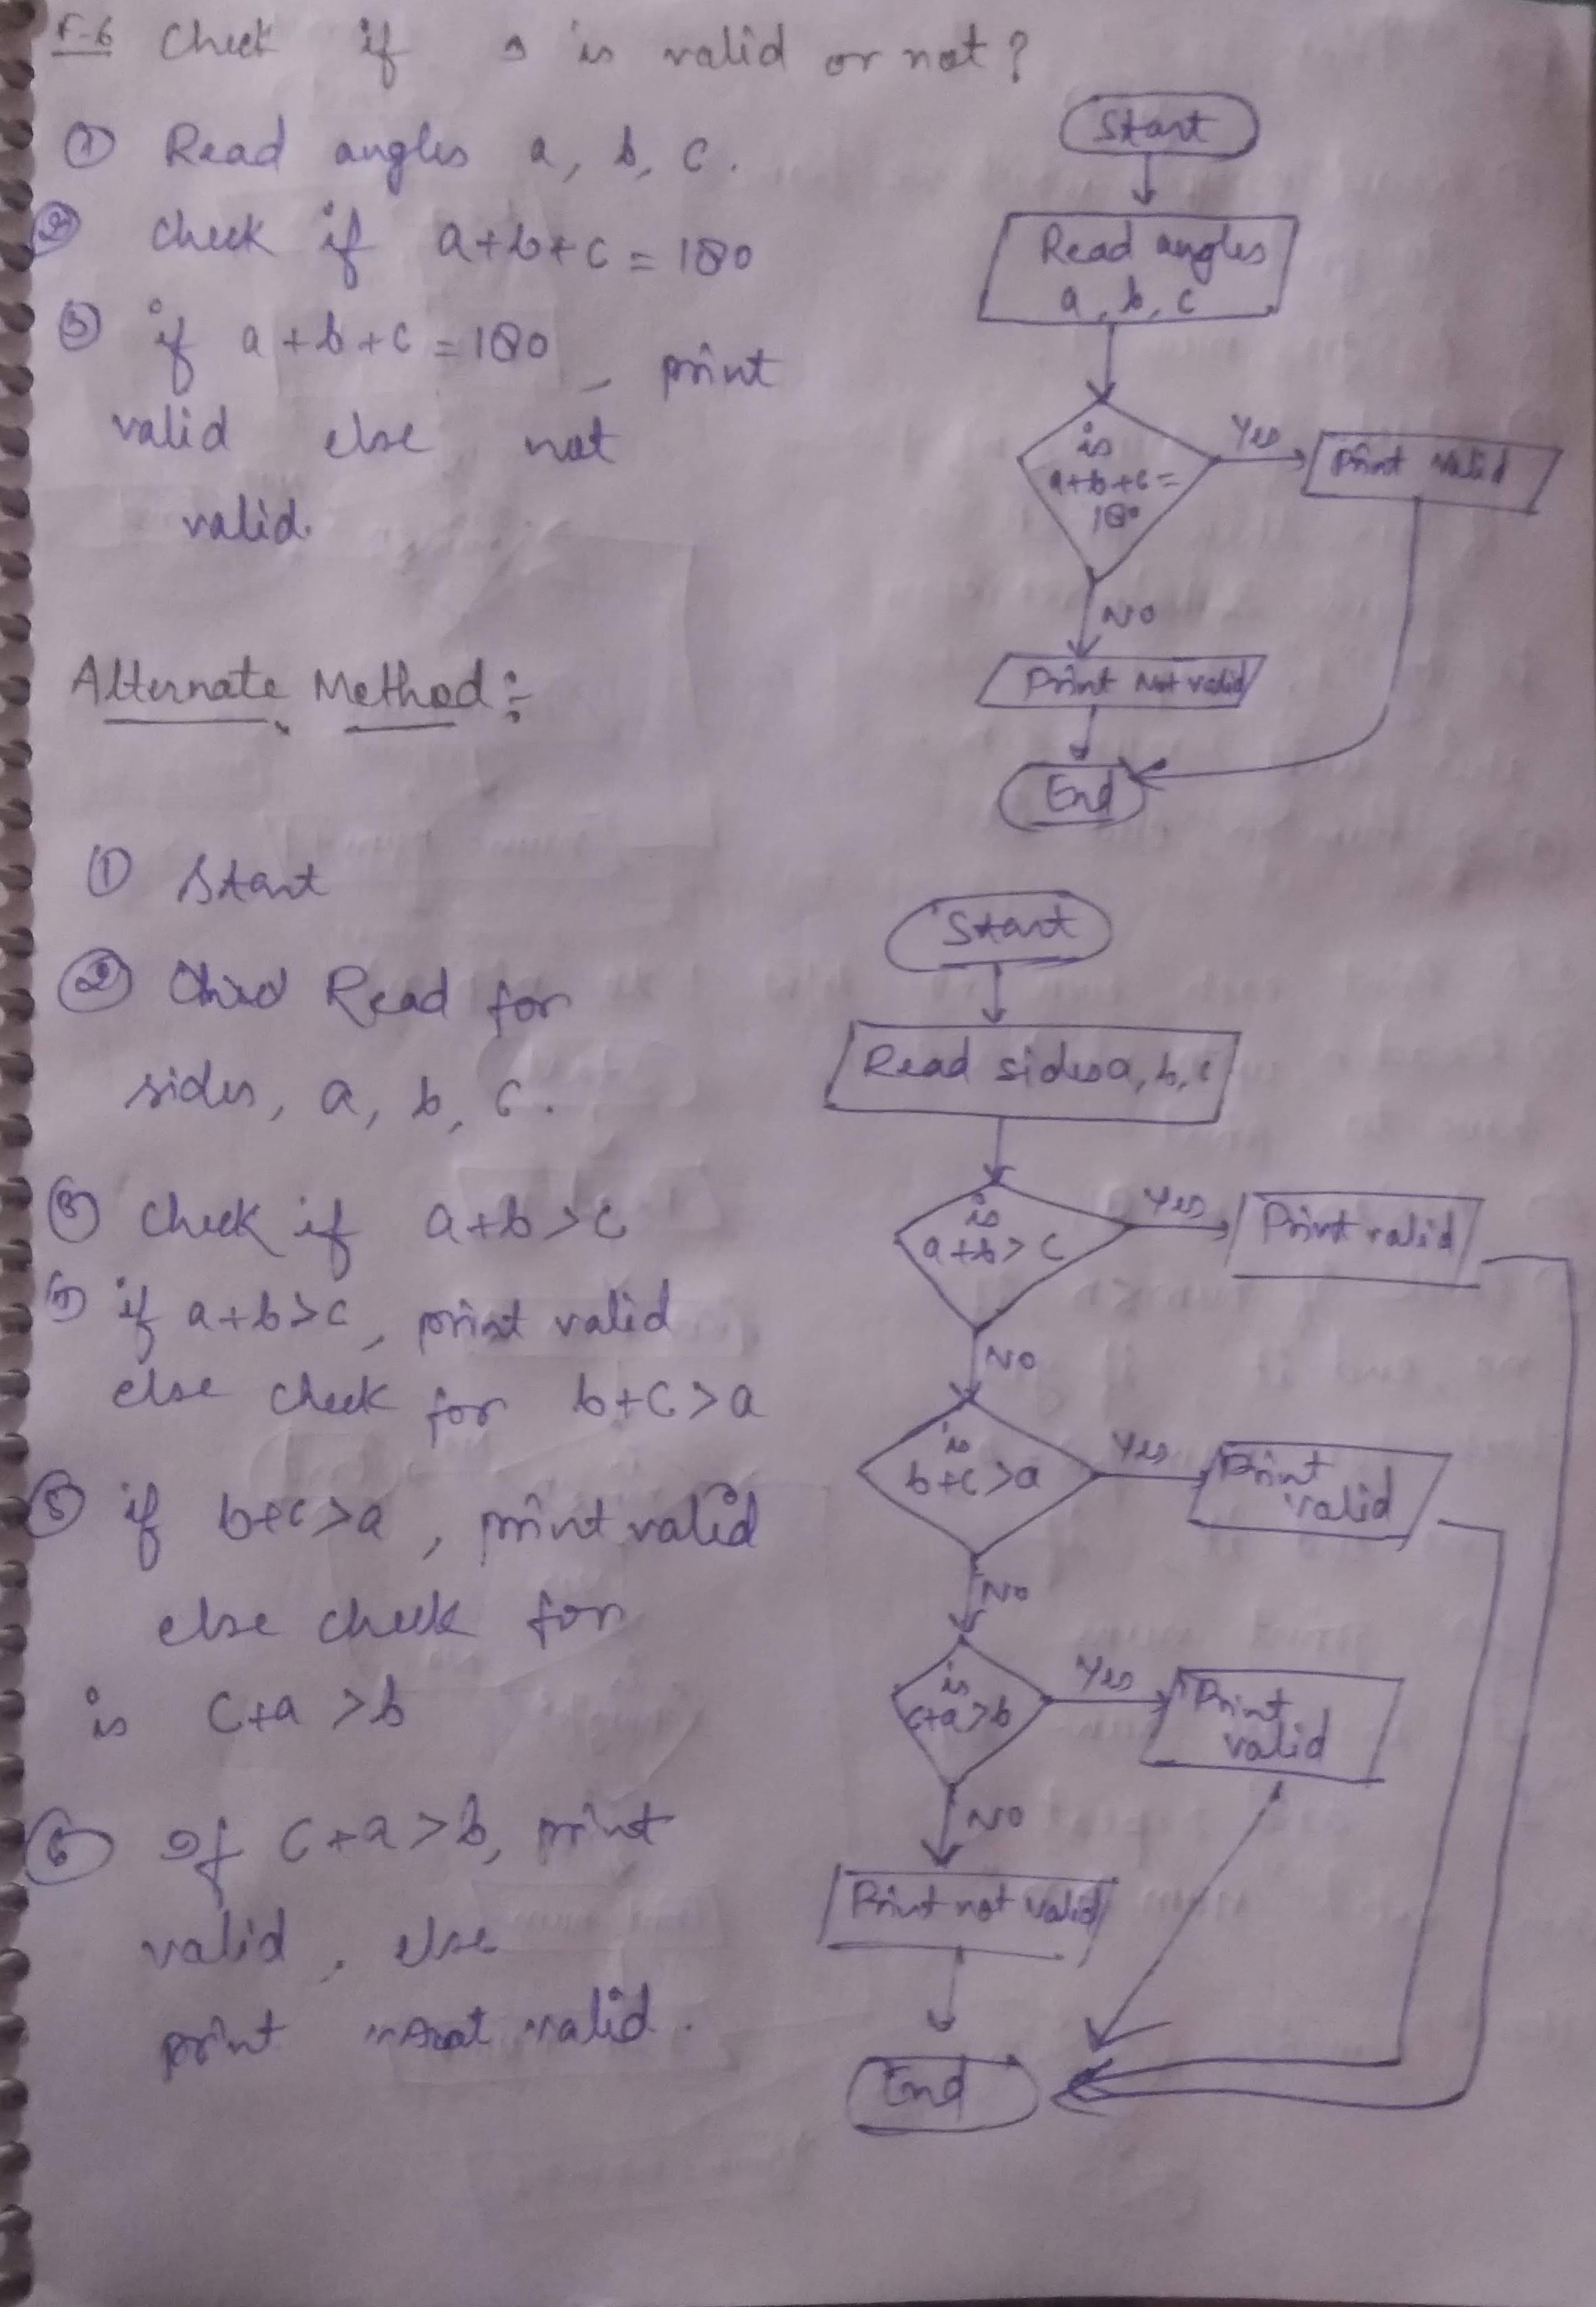 F-6 Check if is valid or not?
① Read angles a, b, c.
② check if a+b+c = 180
③ if a+b+c = 180, print
valid else not
valid.
Start
Read angles
a, b, c
is
a+b+c =
180
Yes
Print valid
NO
Print Not valid
End
Alternate Method:-
① Start
② Read for
sides, a, b, c.
③ Check if a+b>c
④ if a+b>c, print valid
else check for b+c>a
⑤ if b+c>a, print valid
else check for
is c+a >b
⑥ If c+a>b, print
valid, else
print not valid.
Start
Read sides a, b, c
is
a+b> c
Yes
Print valid
NO
is
b+c>a
Yes
Print
valid
NO
is
c+a>b
Yes
Print
valid
NO
Print not valid
End